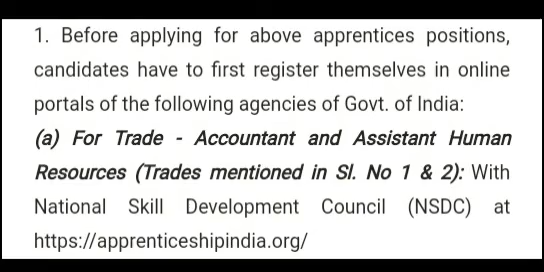 1. Before applying for above apprentices positions,
candidates have to first register themselves in online
portals of the following agencies of Govt. of India:
(a) For Trade - Accountant and Assistant Human
Resources (Trades mentioned in Sl. No 1 & 2): With
National Skill Development Council (NSDC) at
https://apprenticeshipindia.org/